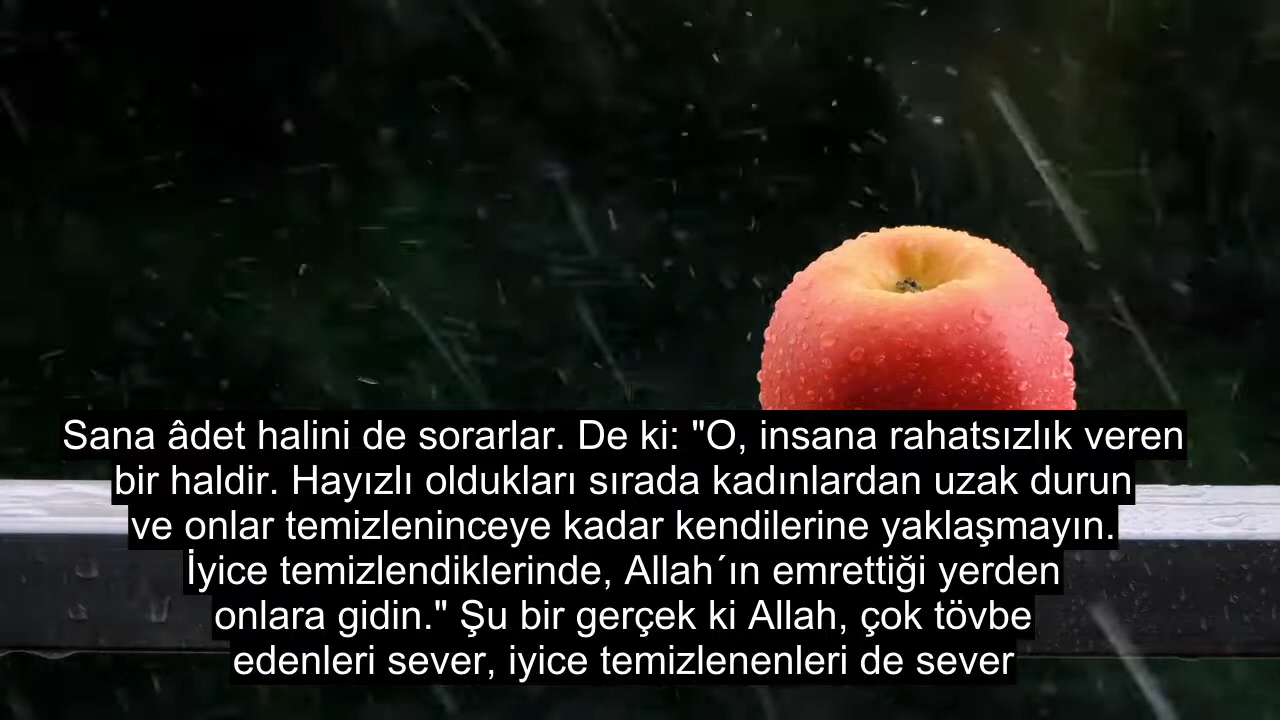 Sana âdet halini de sorarlar. De ki: "O, insana rahatsızlık veren
bir haldir. Hayızlı oldukları sırada kadınlardan uzak durun
ve onlar temizleninceye kadar kendilerine yaklaşmayın.
İyice temizlendiklerinde, Allah´ın emrettiği yerden
onlara gidin." Şu bir gerçek ki Allah, çok tövbe
edenleri sever, iyice temizlenenleri de sever